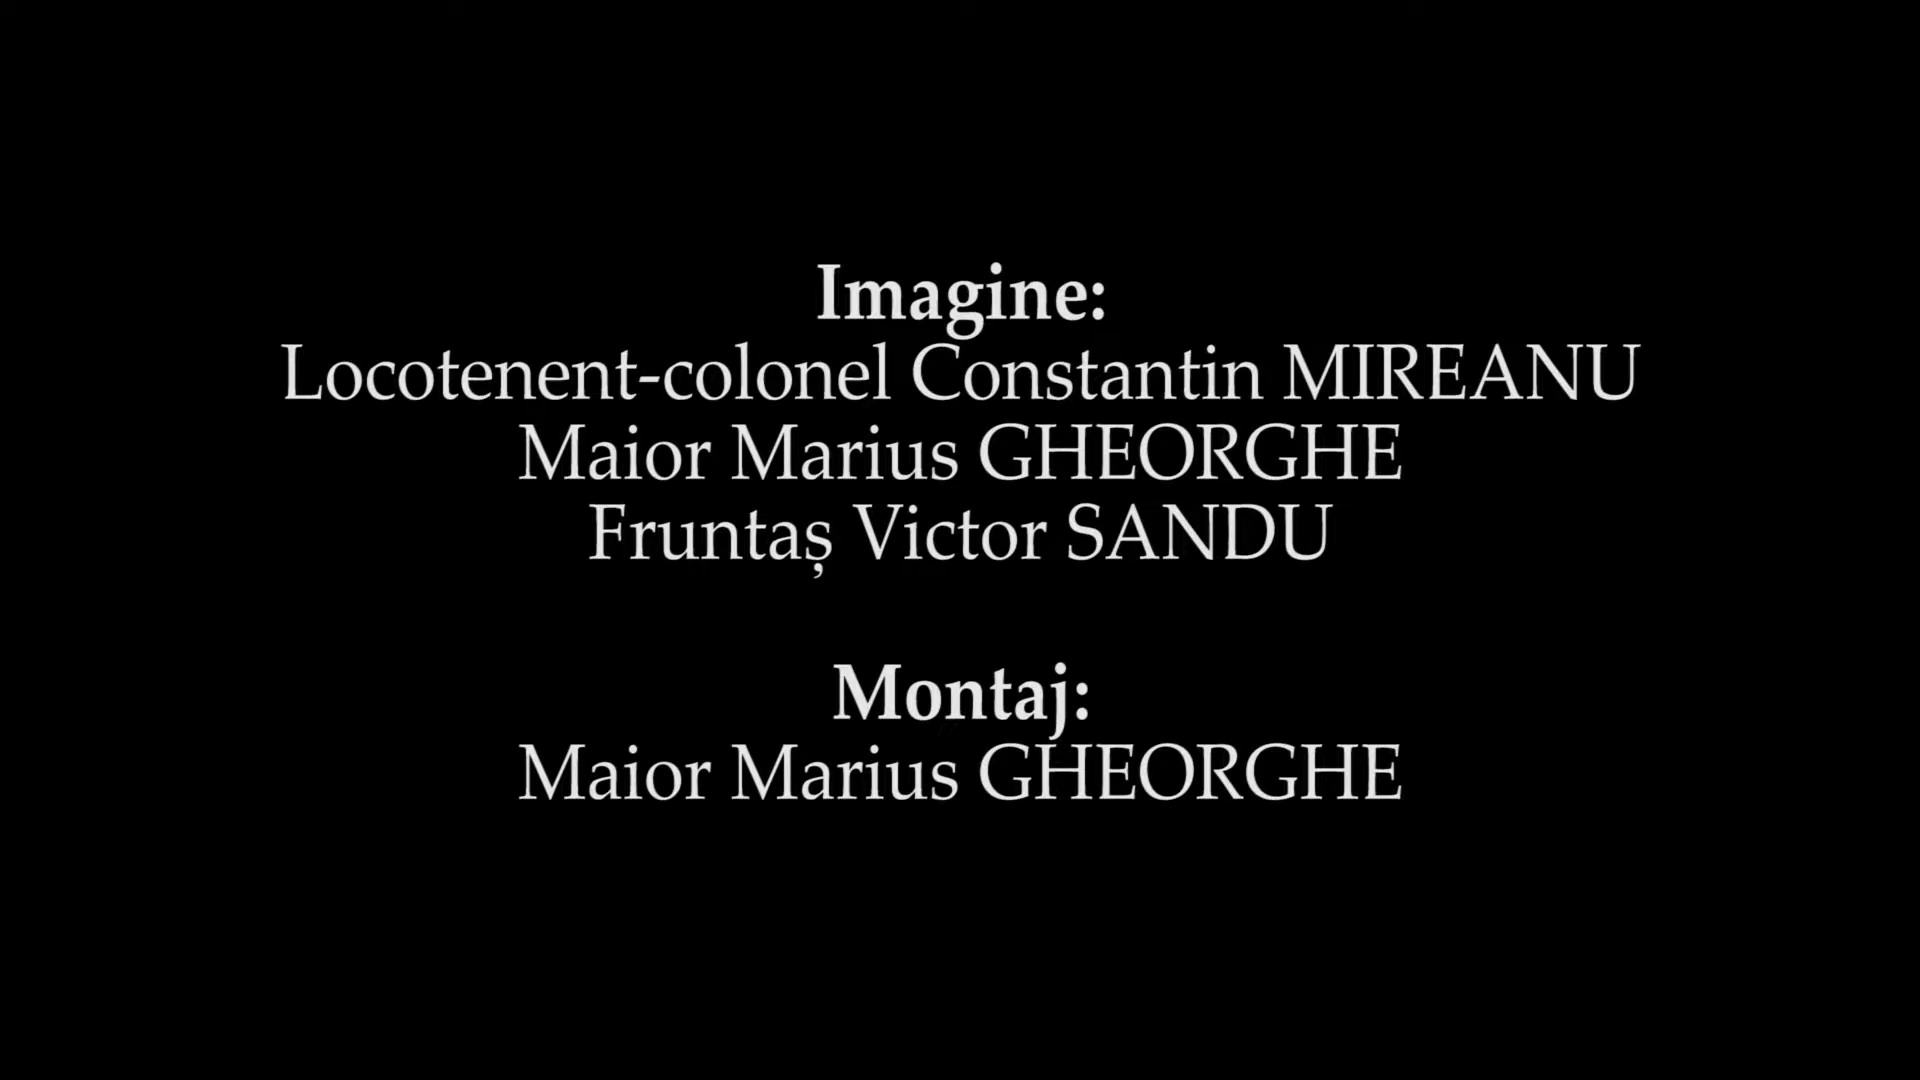 Imagine:
Locotenent-colonel Constantin MIREANU
Maior Marius GHEORGHE
Fruntaș Victor SANDU
Montaj:
Maior Marius GHEORGHE